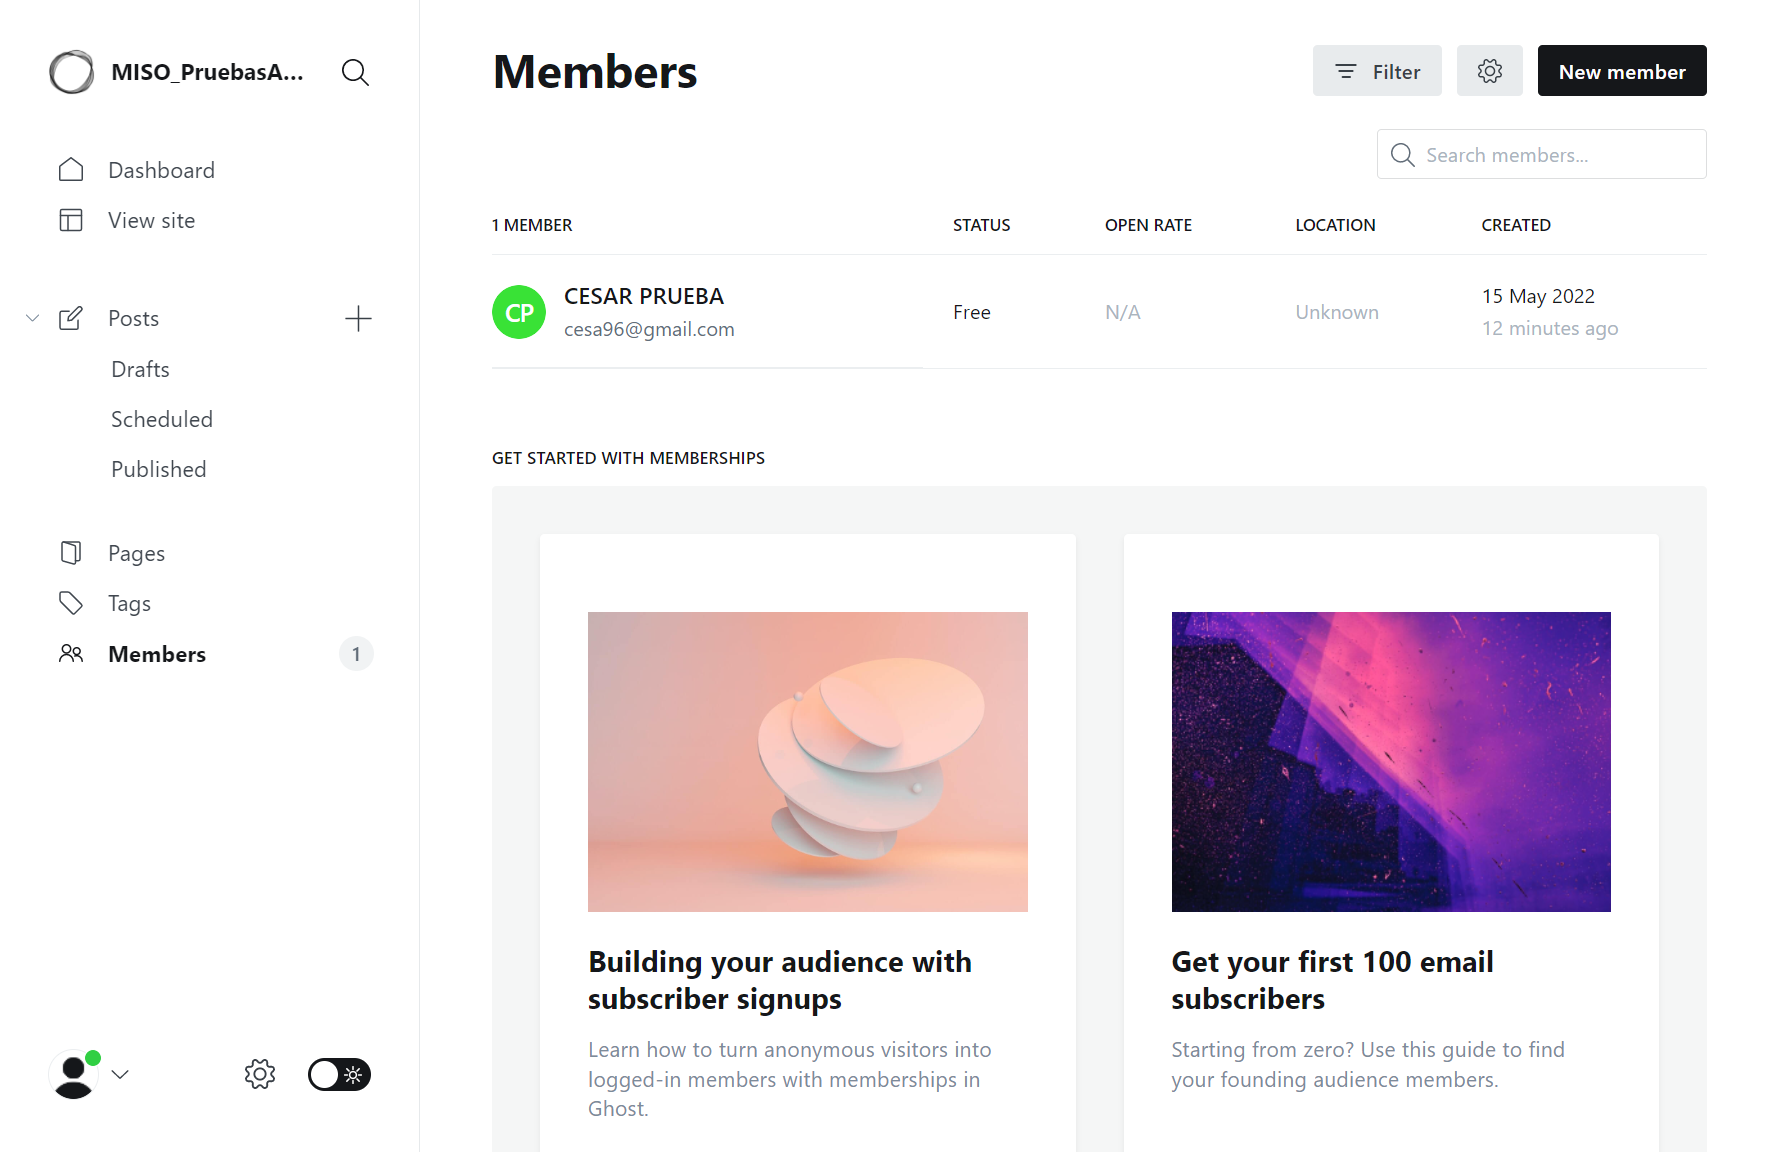 MISO_PruebasA...
Dashboard
View site
Posts
Drafts
Scheduled
Published
Pages
Tags
Members
1
Members
Filter
New member
Search members...
1 MEMBER
STATUS
OPEN RATE
LOCATION
CREATED
CP
CESAR PRUEBA
cesa96@gmail.com
Free
N/A
Unknown
15 May 2022
12 minutes ago
GET STARTED WITH MEMBERSHIPS
Building your audience with
subscriber signups
Learn how to turn anonymous visitors into
logged-in members with memberships in
Ghost.
Get your first 100 email
subscribers
Starting from zero? Use this guide to find
your founding audience members.